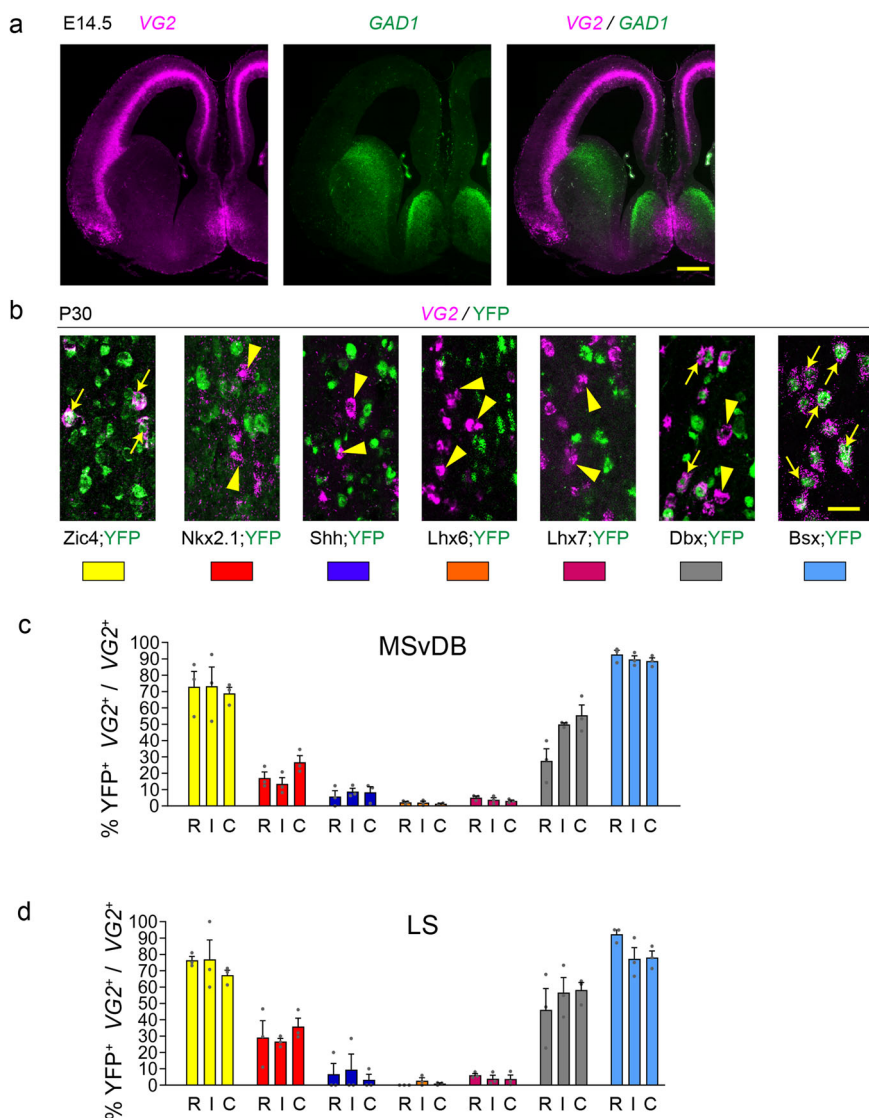 a E14.5 VG2 GAD1 VG2 / GAD1
b P30 VG2 / YFP
Zic4;YFP Nkx2.1;YFP Shh;YFP Lhx6;YFP Lhx7;YFP Dbx;YFP Bsx;YFP
c
MSvDB
% YFP+ VG2+ / VG2+
100
90
80
70
60
50
40
30
20
10
0
R I C R I C R I C R I C R I C R I C R I C
d
LS
% YFP+ VG2+ / VG2+
100
90
80
70
60
50
40
30
20
10
0
R I C R I C R I C R I C R I C R I C R I C